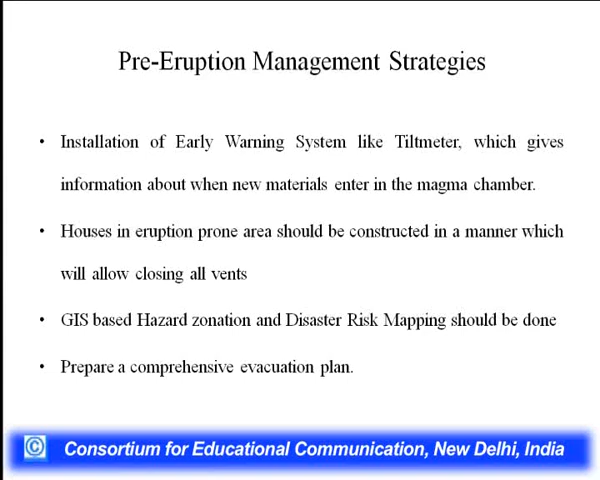 Pre-Eruption Management Strategies
• Installation of Early Warning System like Tiltmeter, which gives
information about when new materials enter in the magma chamber.
• Houses in eruption prone area should be constructed in a manner which
will allow closing all vents
• GIS based Hazard zonation and Disaster Risk Mapping should be done
• Prepare a comprehensive evacuation plan.
© Consortium for Educational Communication, New Delhi, India